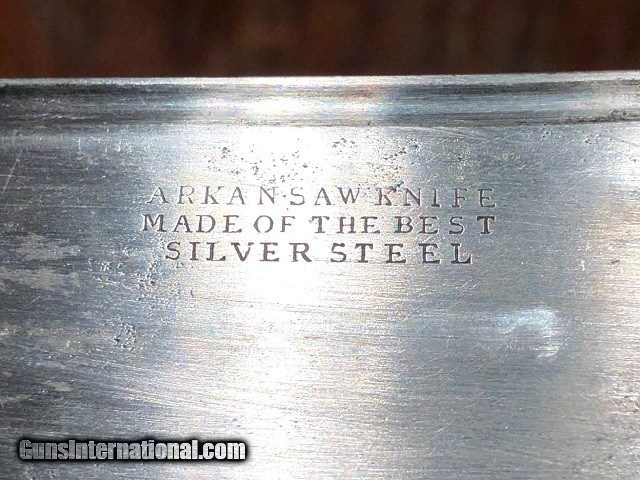 ARKANSAW KNIFE
MADE OF THE BEST
SILVER STEEL
GunsInternational.com